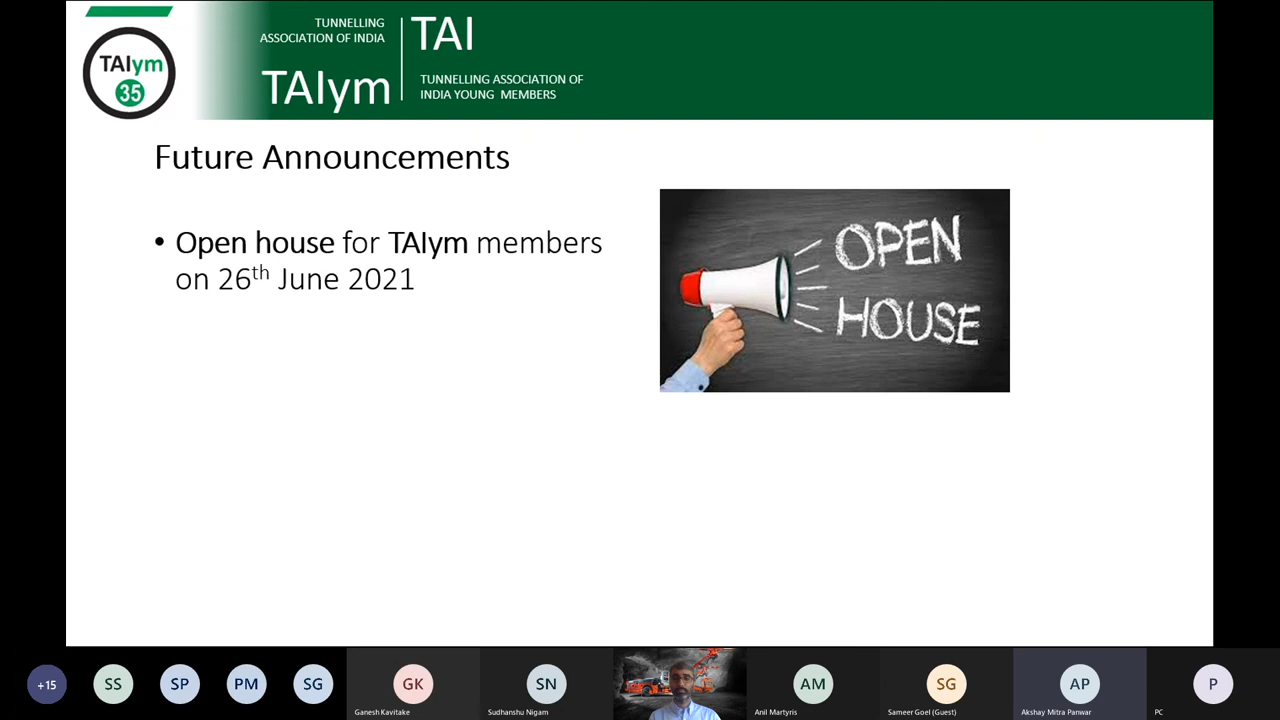 TUNNELLING
ASSOCIATION OF INDIA
TAI
TAIym
TUNNELLING ASSOCIATION OF
INDIA YOUNG MEMBERS
TAIym
35
Future Announcements
• Open house for TAIym members
on 26th June 2021
OPEN
HOUSE
+15
SS
SP
PM
SG
GK
Ganesh Kavitake
SN
Sudhanshu Nigam
AM
Anil Martyris
SG
Sameer Goel (Guest)
AP
Akshay Mitra Panwar
P
PC